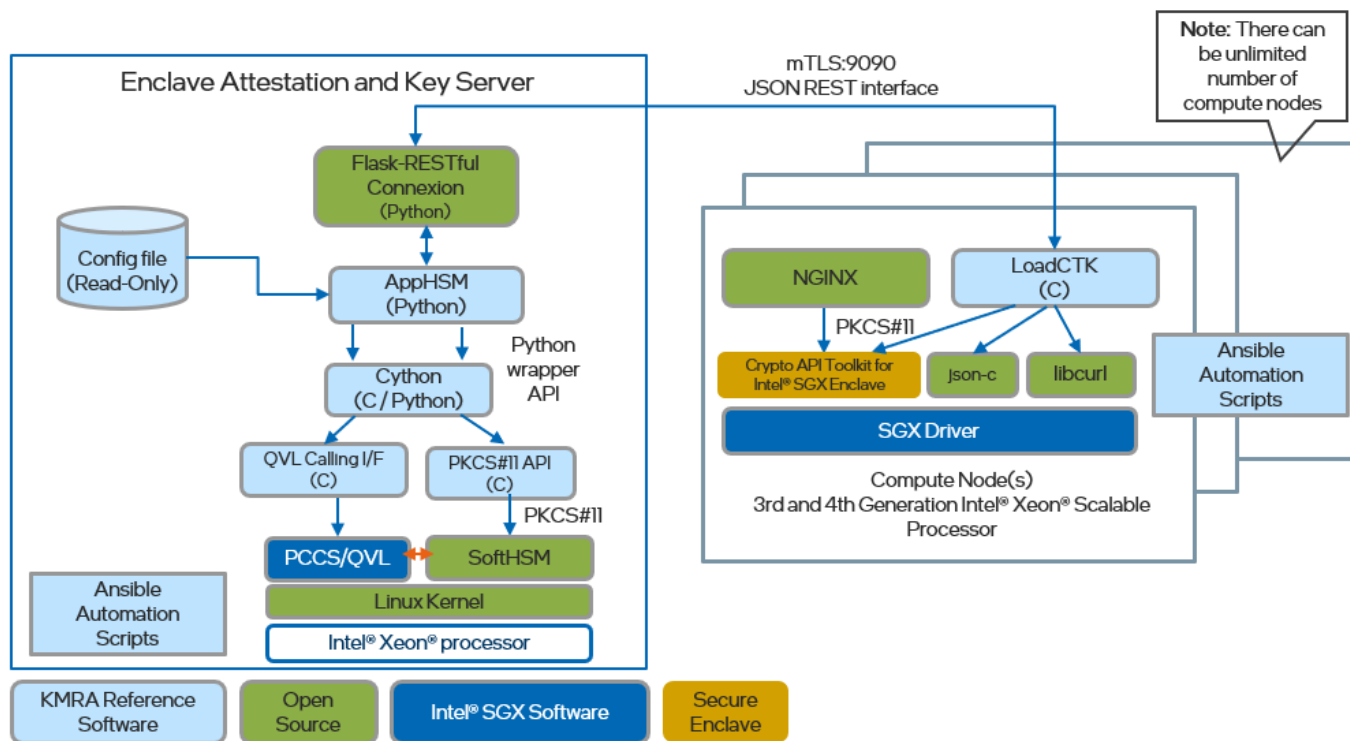 Note: There can
be unlimited
number of
compute nodes
mTLS:9090
JSON REST interface
Enclave Attestation and Key Server
Flask-RESTful
Connexion
(Python)
Config file
(Read-Only)
AppHSM
(Python)
Python
wrapper
API
Cython
(C / Python)
QVL Calling I/F
(C)
PKCS#11 API
(C)
PKCS#11
PCCS/QVL
SoftHSM
Linux Kernel
Intel® Xeon® processor
Ansible
Automation
Scripts
NGINX
LoadCTK
(C)
PKCS#11
Crypto API Toolkit for
Intel® SGX Enclave
json-c
libcurl
SGX Driver
Compute Node(s)
3rd and 4th Generation Intel® Xeon® Scalable
Processor
Ansible
Automation
Scripts
KMRA Reference
Software
Open
Source
Intel® SGX Software
Secure
Enclave